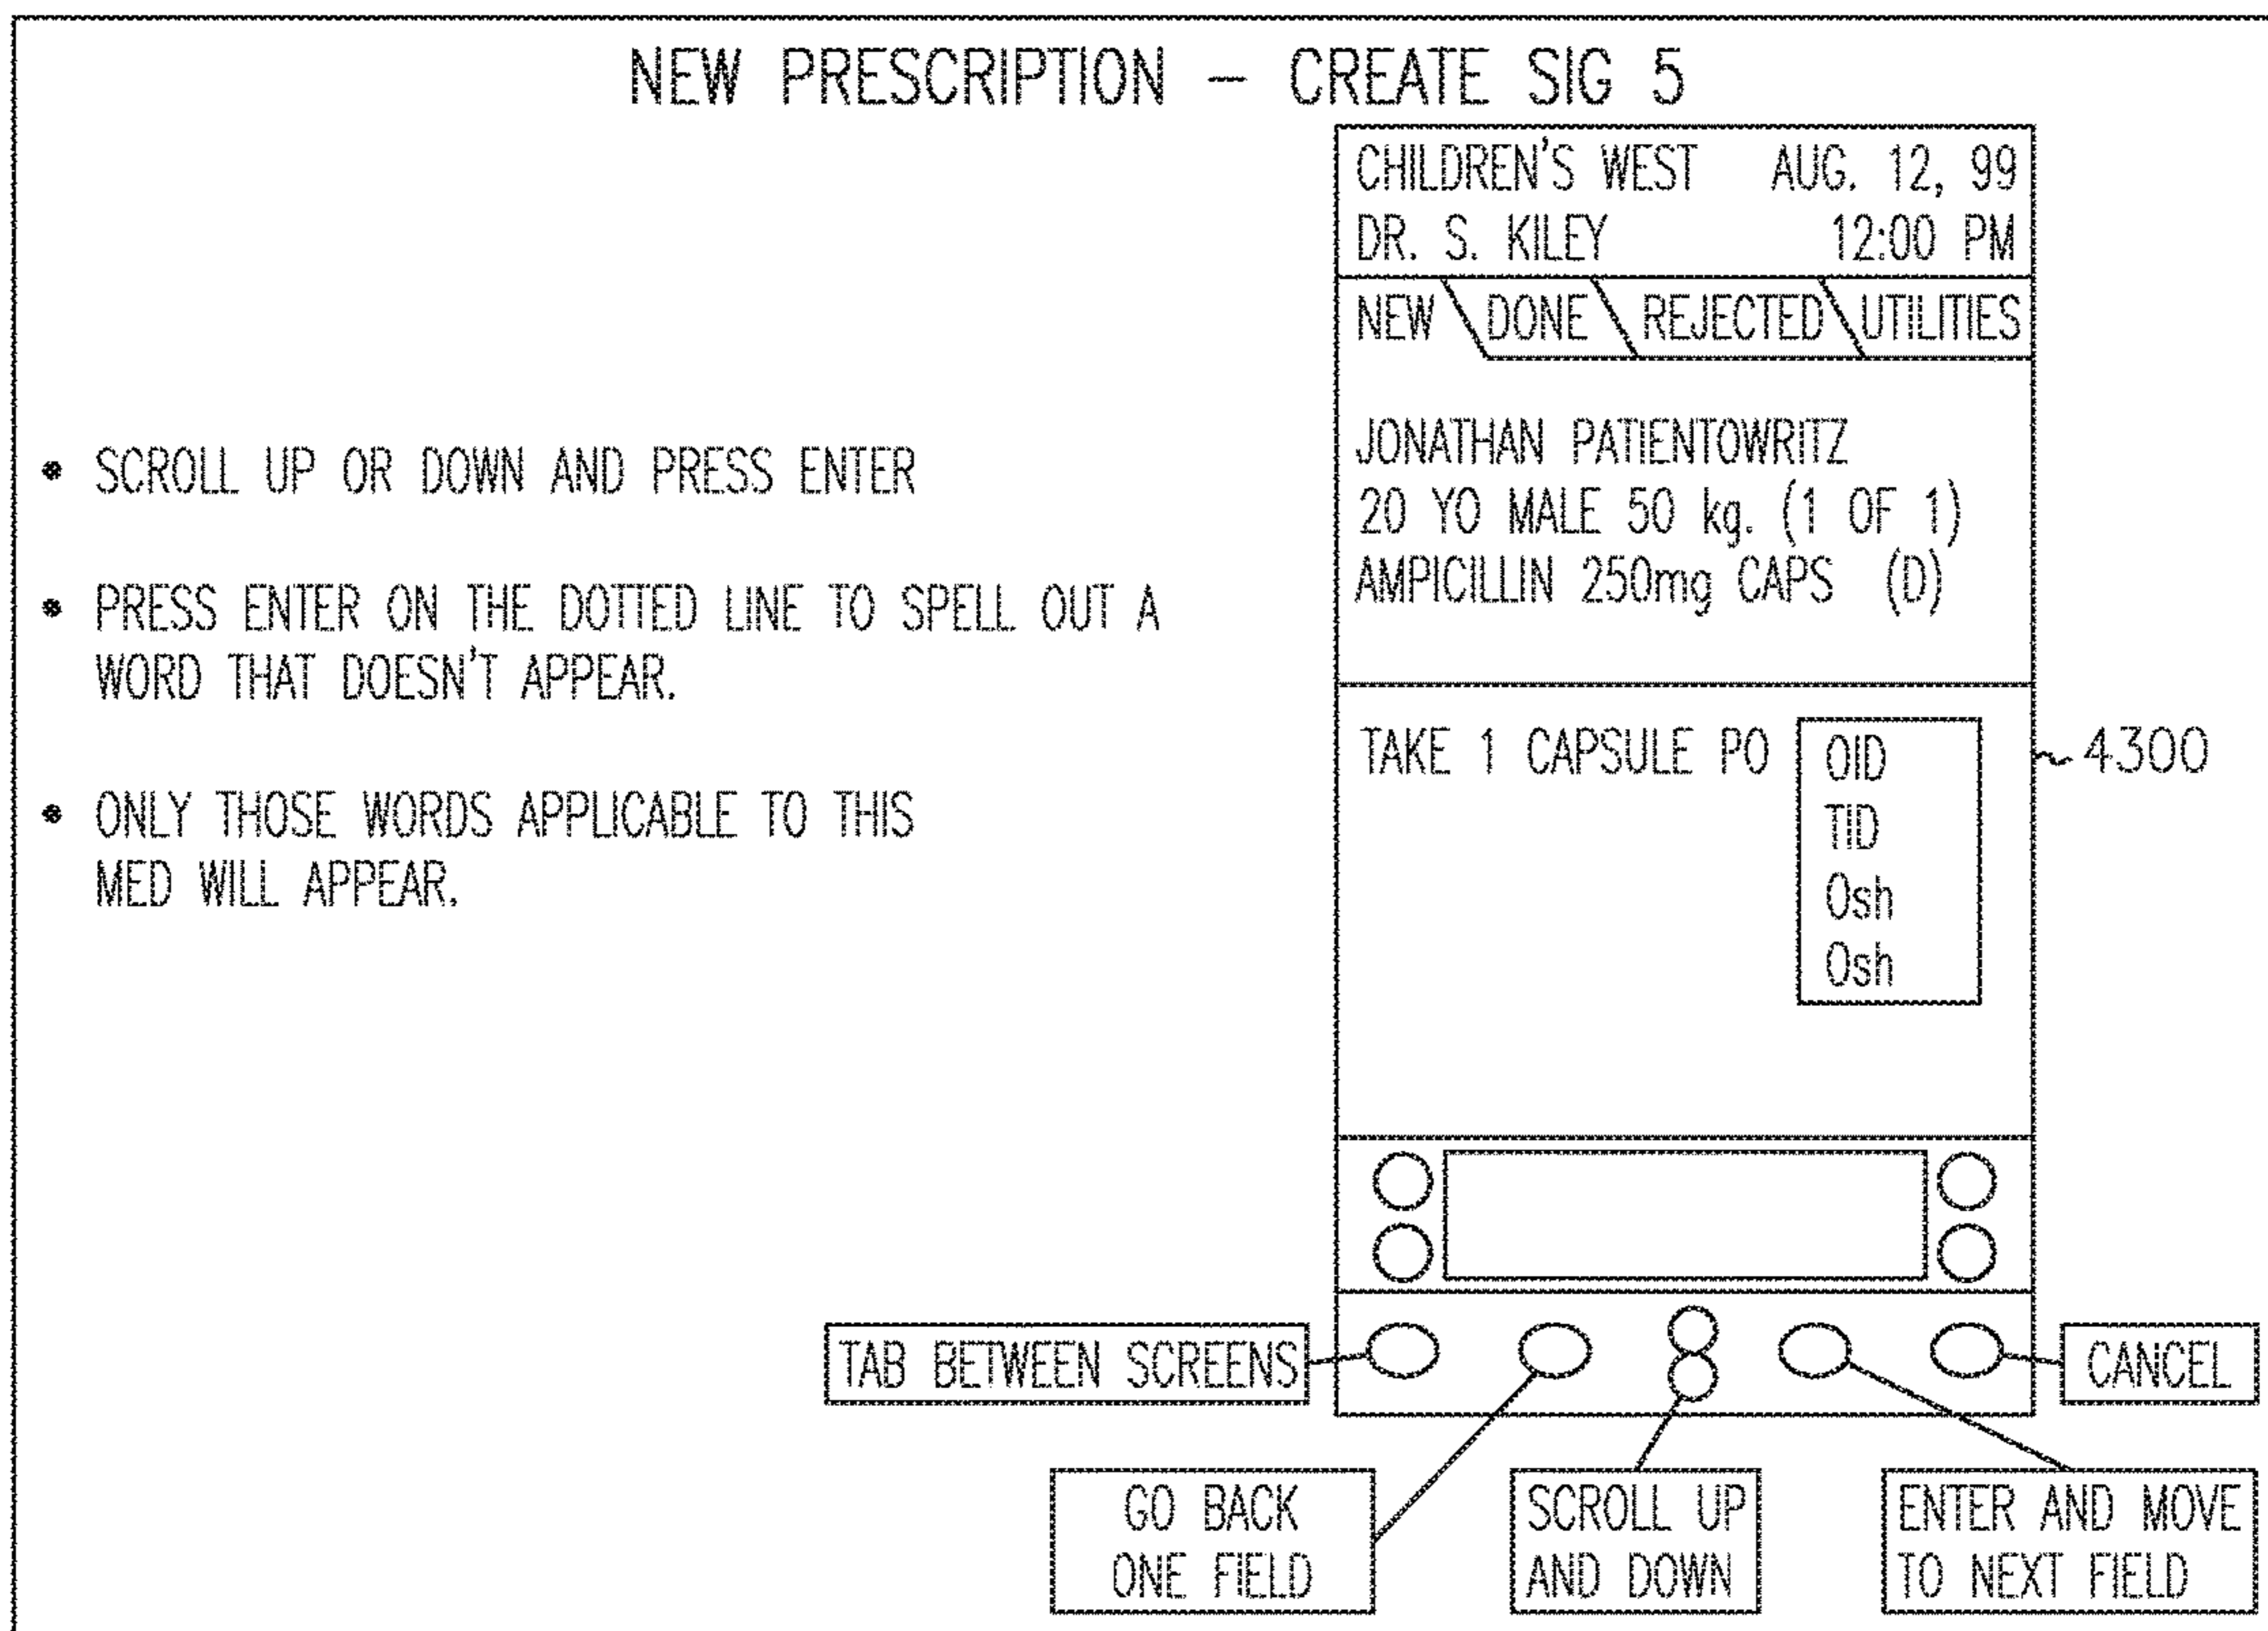 NEW PRESCRIPTION – CREATE SIG 5
CHILDREN'S WEST AUG. 12, 99
DR. S. KILEY 12:00 PM
NEW DONE REJECTED UTILITIES
JONATHAN PATIENTOWRITZ
20 YO MALE 50 kg. (1 OF 1)
AMPICILLIN 250mg CAPS (D)
• SCROLL UP OR DOWN AND PRESS ENTER
• PRESS ENTER ON THE DOTTED LINE TO SPELL OUT A
WORD THAT DOESN'T APPEAR.
• ONLY THOSE WORDS APPLICABLE TO THIS
MED WILL APPEAR.
TAKE 1 CAPSULE PO OID
TID
Osh
Osh
4300
TAB BETWEEN SCREENS
CANCEL
GO BACK
ONE FIELD
SCROLL UP
AND DOWN
ENTER AND MOVE
TO NEXT FIELD